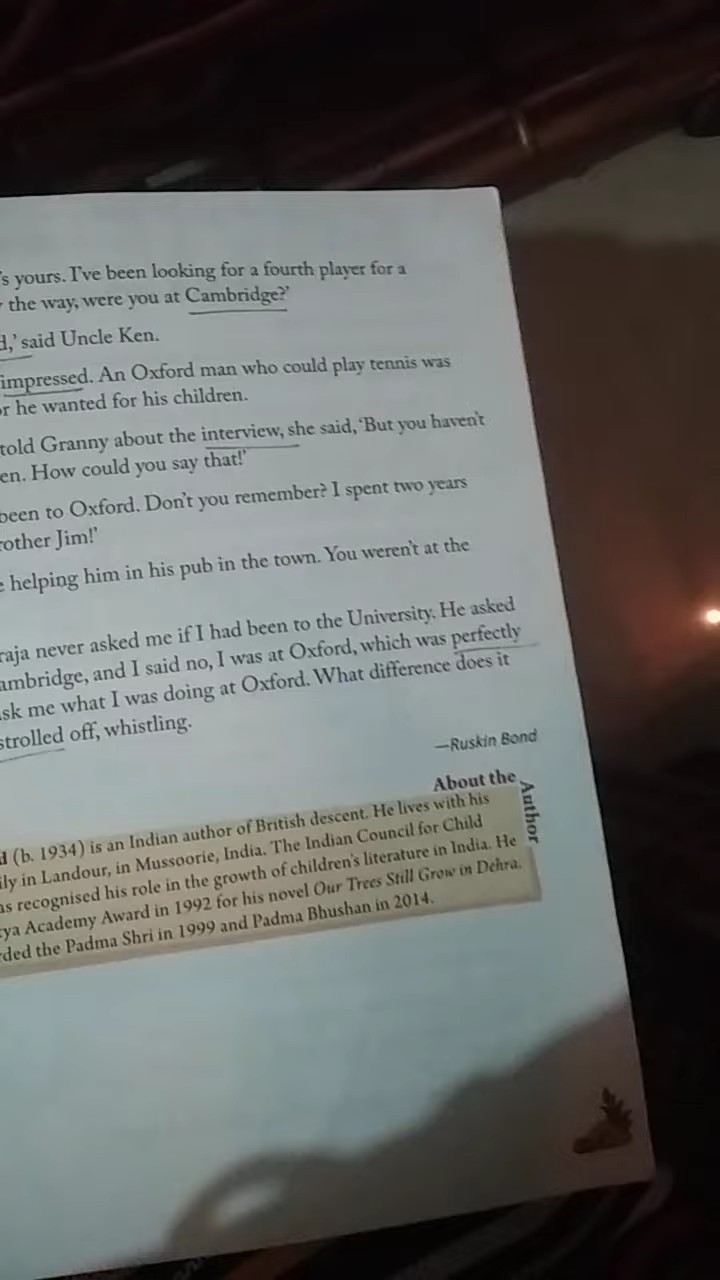 's yours. I've been looking for a fourth player for a
the way, were you at Cambridge?'
,' said Uncle Ken.
impressed. An Oxford man who could play tennis was
he wanted for his children.
told Granny about the interview, she said, 'But you haven't
en. How could you say that!'
been to Oxford. Don't you remember? I spent two years
rother Jim!'
helping him in his pub in the town. You weren't at the
raja never asked me if I had been to the University. He asked
ambridge, and I said no, I was at Oxford, which was perfectly
sk me what I was doing at Oxford. What difference does it
strolled off, whistling.
—Ruskin Bond
About the Author
d (b. 1934) is an Indian author of British descent. He lives with his
ily in Landour, in Mussoorie, India. The Indian Council for Child
as recognised his role in the growth of children's literature in India. He
ya Academy Award in 1992 for his novel Our Trees Still Grow in Dehra.
ded the Padma Shri in 1999 and Padma Bhushan in 2014.